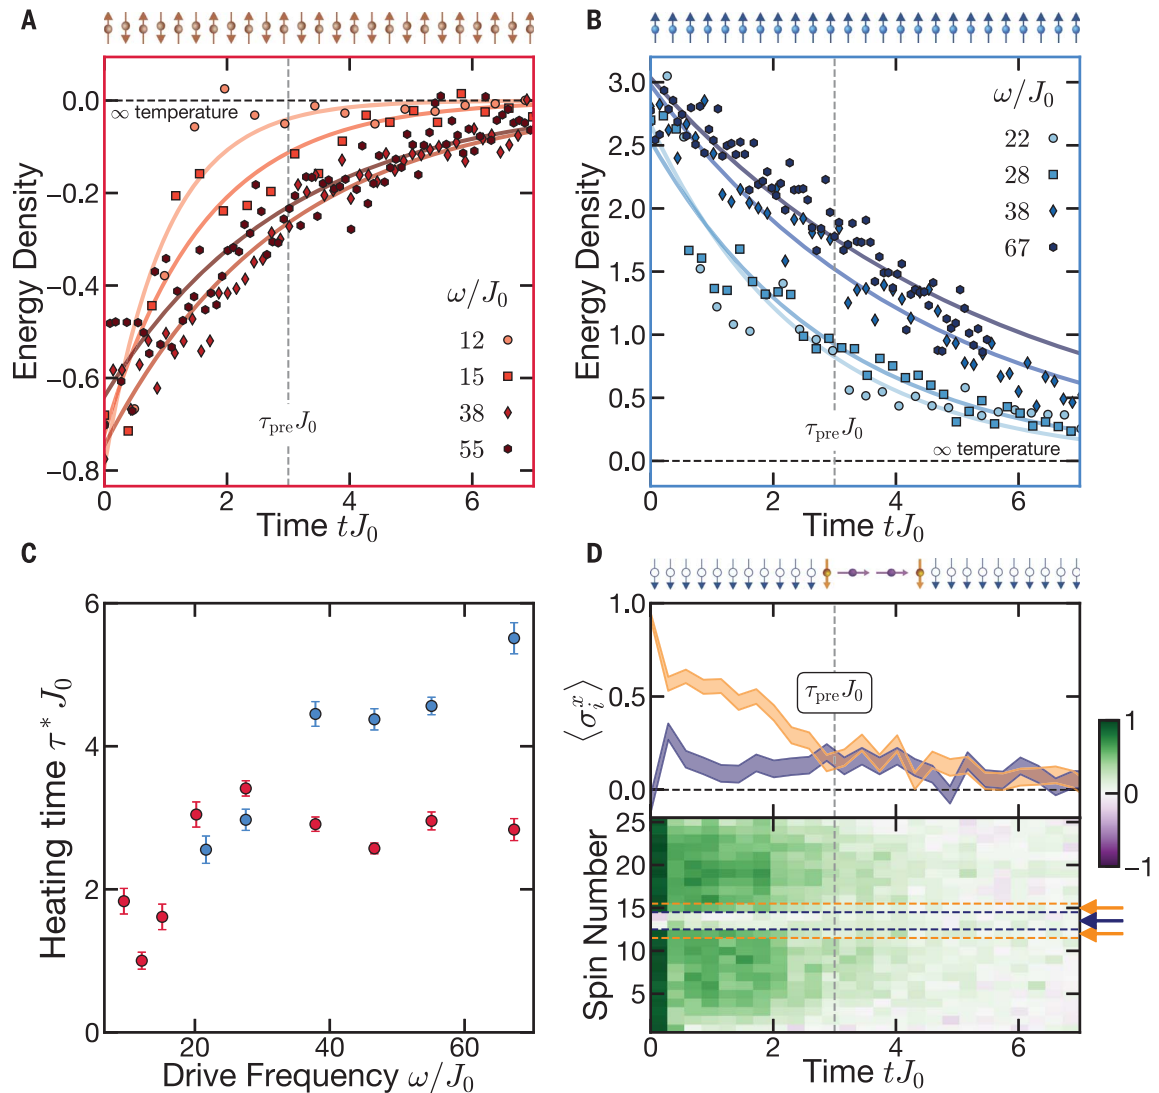 A
0.0
−0.2
−0.4
−0.6
−0.8
Energy Density
∞ temperature
τpreJ0
ω/J0
12
15
38
55
0
2
4
6
Time tJ0
B
3.0
2.5
2.0
1.5
1.0
0.5
0.0
Energy Density
ω/J0
22
28
38
67
τpreJ0
∞ temperature
0
2
4
6
Time tJ0
C
6
4
2
0
Heating time τ* J0
20
40
60
Drive Frequency ω/J0
D
1.0
0.5
0.0
⟨σix⟩
τpreJ0
1
0
−1
25
20
15
10
5
Spin Number
0
2
4
6
Time tJ0